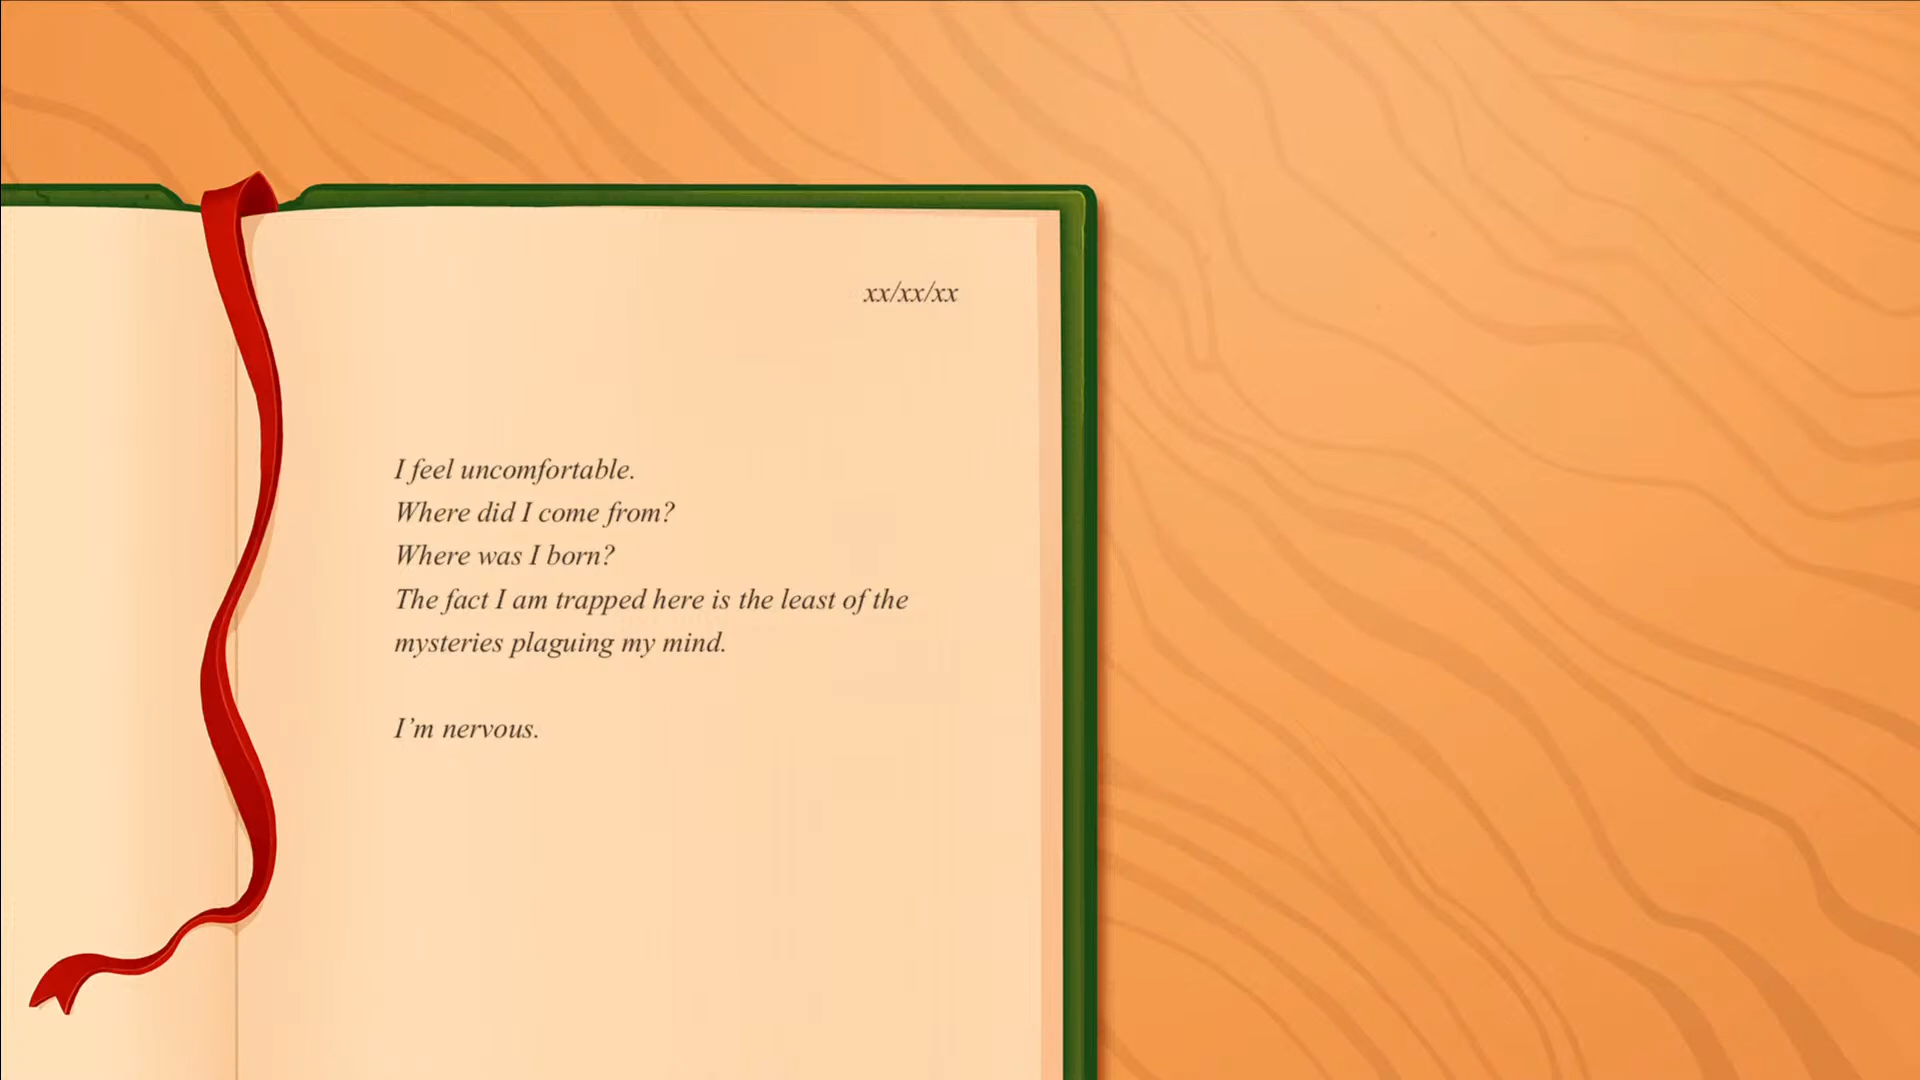 xx/xx/xx
I feel uncomfortable.
Where did I come from?
Where was I born?
The fact I am trapped here is the least of the
mysteries plaguing my mind.
I’m nervous.